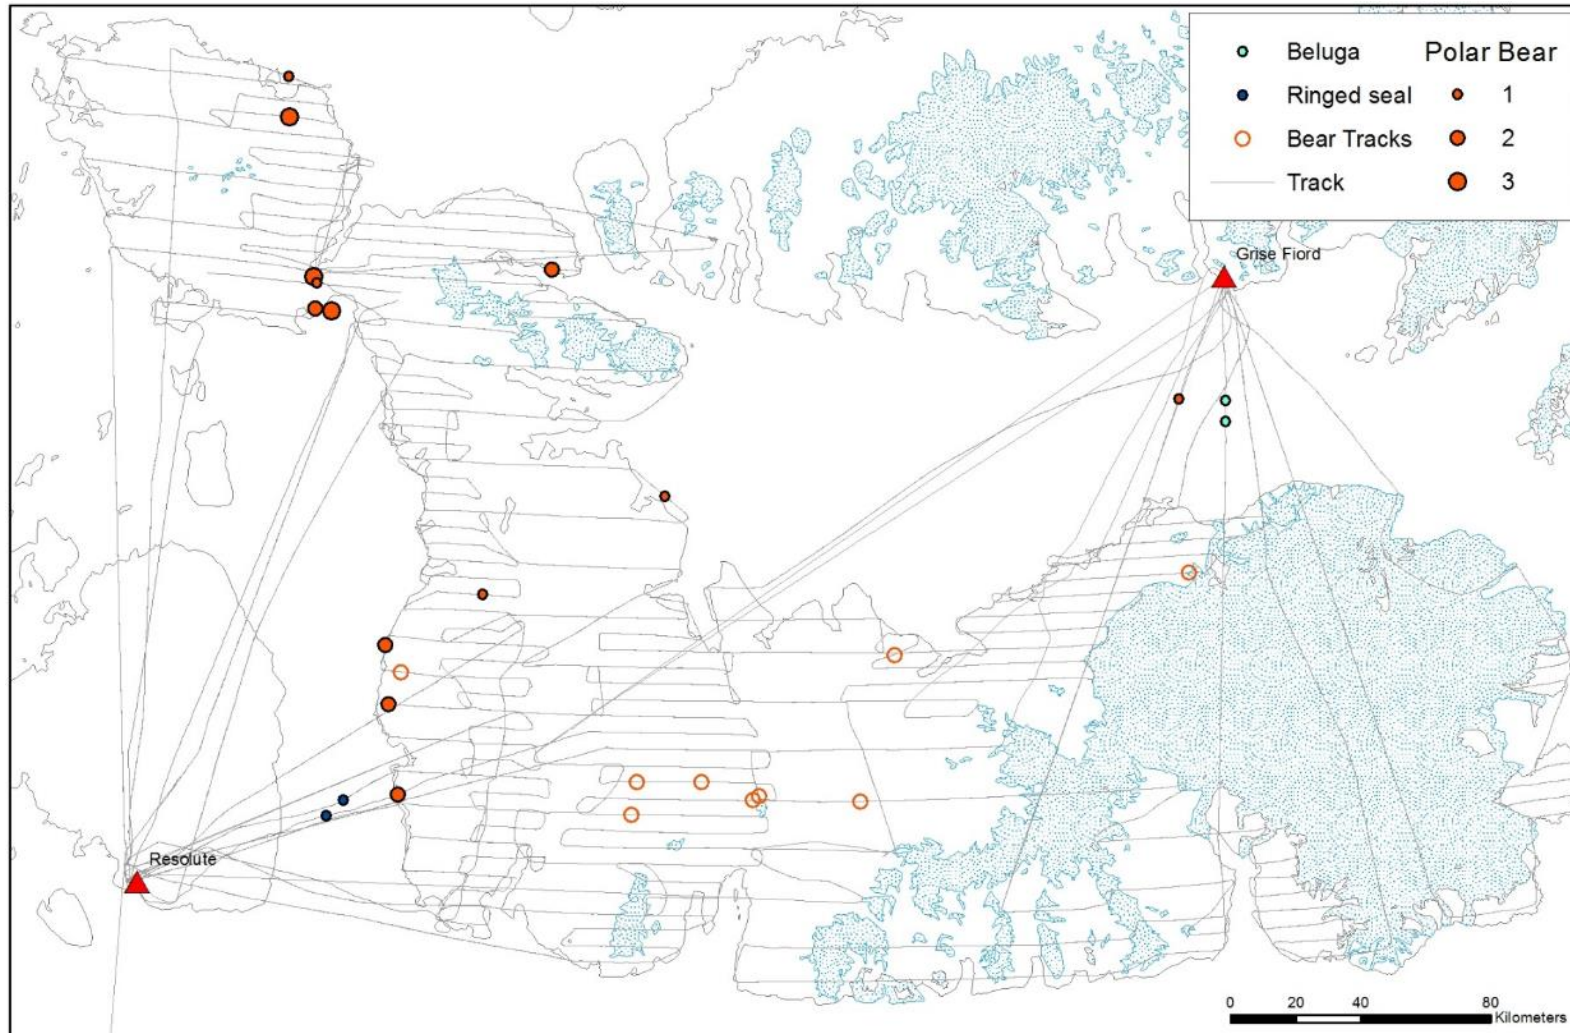 Beluga Polar Bear
Ringed seal 1
Bear Tracks 2
Track 3
Grise Fiord
Resolute
0 20 40 80
Kilometers